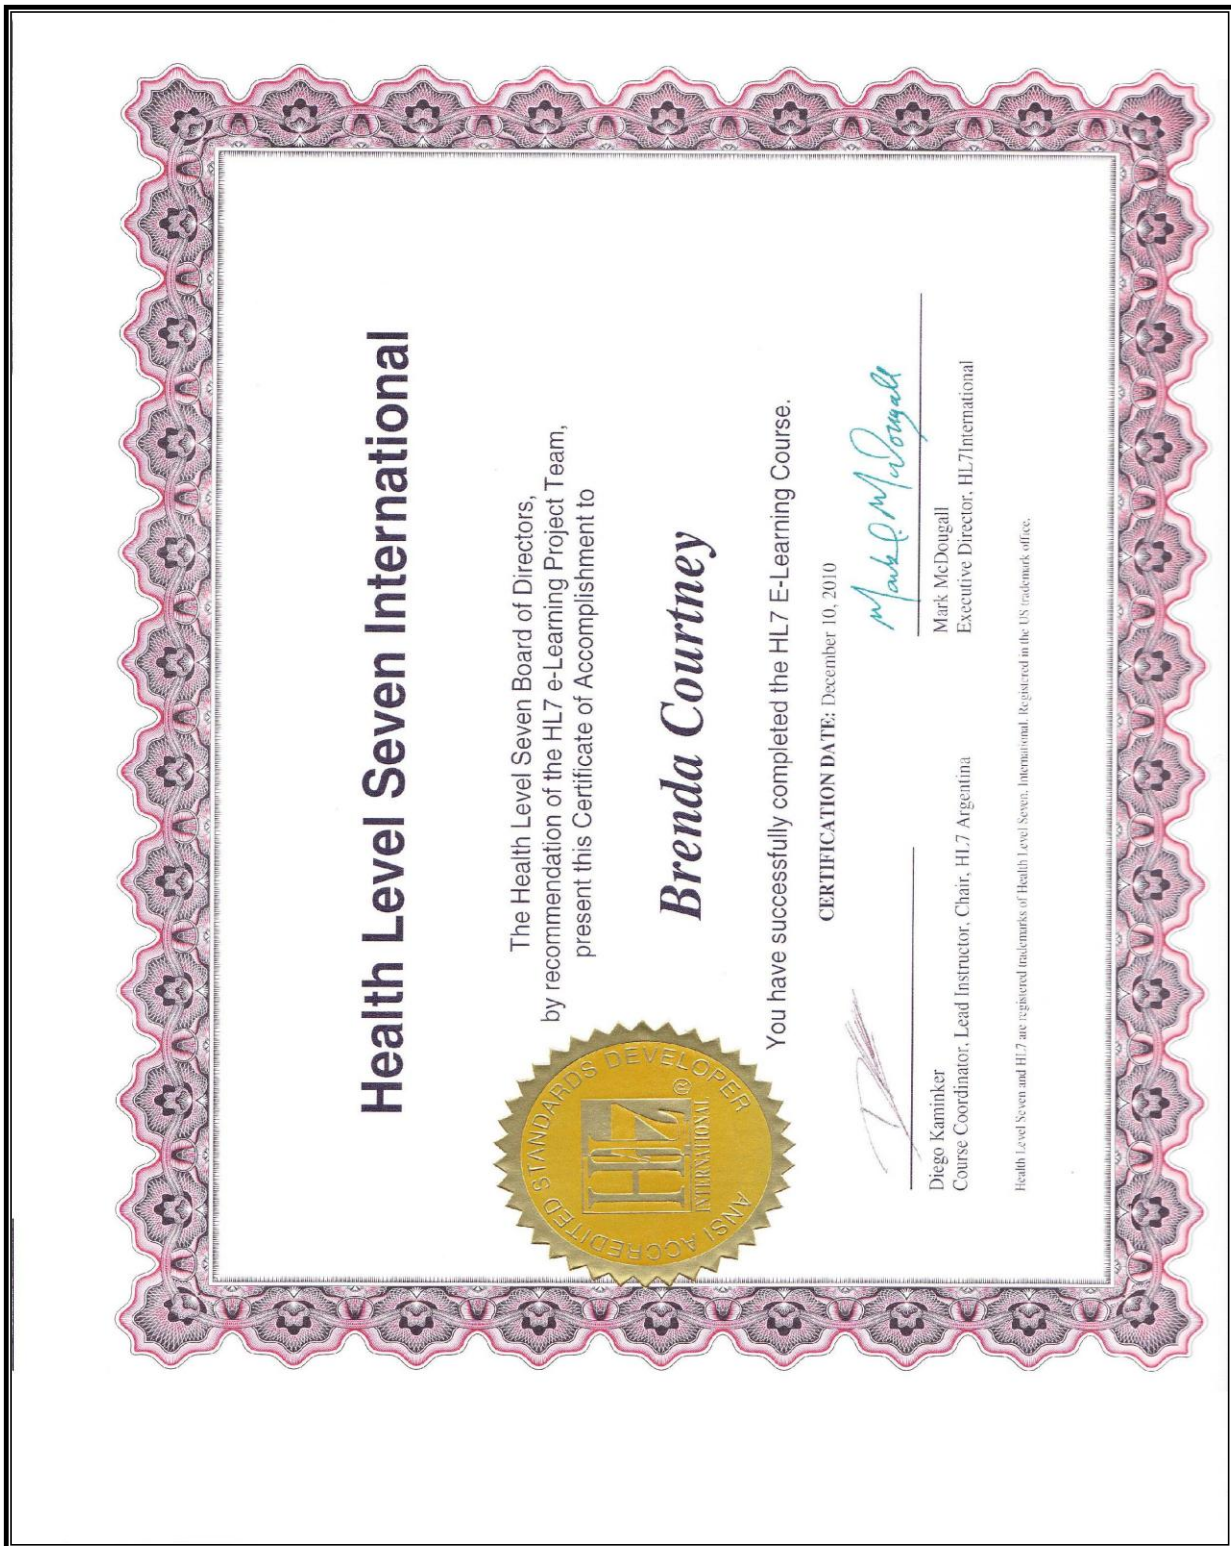 Health Level Seven International
The Health Level Seven Board of Directors,
by recommendation of the HL7 e-Learning Project Team,
present this Certificate of Accomplishment to
Brenda Courtney
You have successfully completed the HL7 E-Learning Course.
CERTIFICATION DATE: December 10, 2010
Mark D. McDougall
Diego Kaminker
Course Coordinator, Lead Instructor, Chair, HL7 Argentina
Mark McDougall
Executive Director, HL7International
Health Level Seven and HL7 are registered trademarks of Health Level Seven, International. Registered in the US trademark office.
ANSI ACCREDITED STANDARDS DEVELOPER
HL7
INTERNATIONAL
®